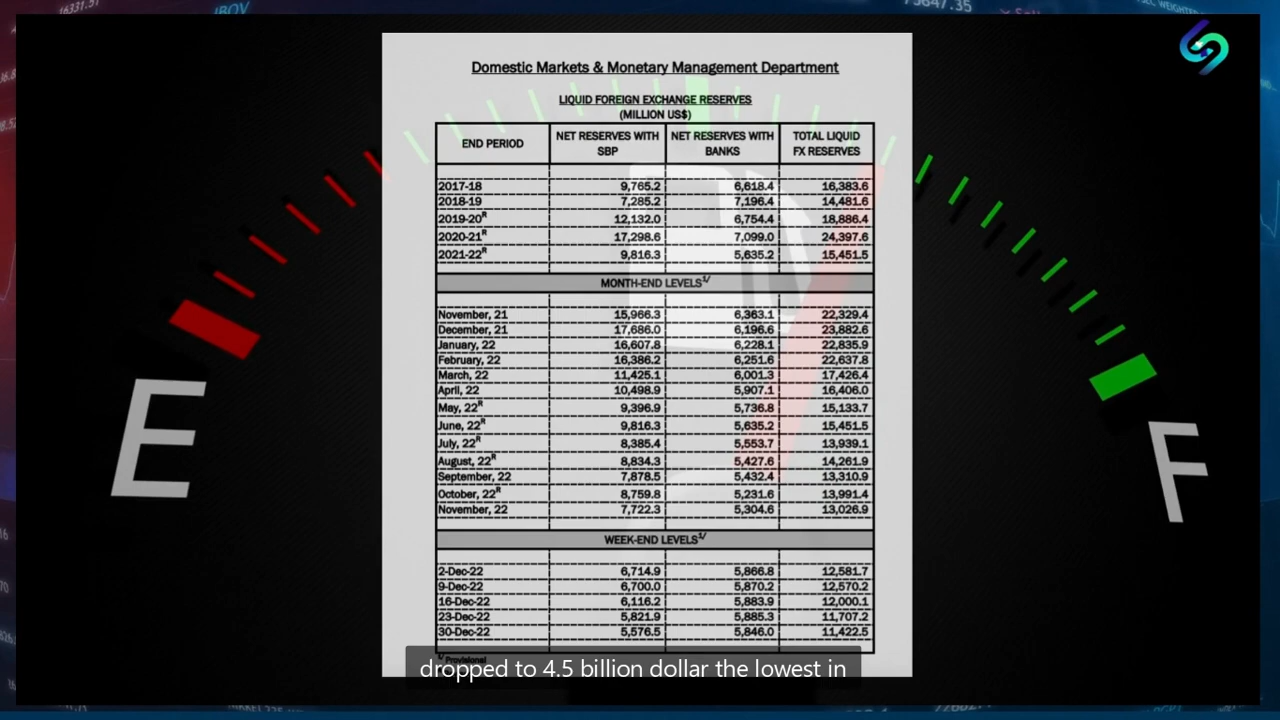 16331.51
IBOV
75647.35
Domestic Markets & Monetary Management Department
LIQUID FOREIGN EXCHANGE RESERVES
(MILLION US$)
END PERIOD NET RESERVES WITH SBP NET RESERVES WITH BANKS TOTAL LIQUID FX RESERVES
2017-18 9,765.2 6,618.4 16,383.6
2018-19 7,285.2 7,196.4 14,481.6
2019-20R 12,132.0 6,754.4 18,886.4
2020-21R 17,298.6 7,099.0 24,397.6
2021-22R 9,816.3 5,635.2 15,451.5
MONTH-END LEVELS1/
November, 21 15,966.3 6,363.1 22,329.4
December, 21 17,686.0 6,196.6 23,882.6
January, 22 16,607.8 6,228.1 22,835.9
February, 22 16,386.2 6,251.6 22,637.8
March, 22 11,425.1 6,001.3 17,426.4
April, 22 10,498.9 5,907.1 16,406.0
May, 22R 9,396.9 5,736.8 15,133.7
June, 22R 9,816.3 5,635.2 15,451.5
July, 22R 8,385.4 5,553.7 13,939.1
August, 22R 8,834.3 5,427.6 14,261.9
September, 22 7,878.5 5,432.4 13,310.9
October, 22R 8,759.8 5,231.6 13,991.4
November, 22 7,722.3 5,304.6 13,026.9
WEEK-END LEVELS1/
2-Dec-22 6,714.9 5,866.8 12,581.7
9-Dec-22 6,700.0 5,870.2 12,570.2
16-Dec-22 6,116.2 5,883.9 12,000.1
23-Dec-22 5,821.9 5,885.3 11,707.2
30-Dec-22 5,576.5 5,846.0 11,422.5
1/ Provisional
dropped to 4.5 billion dollar the lowest in
E
F